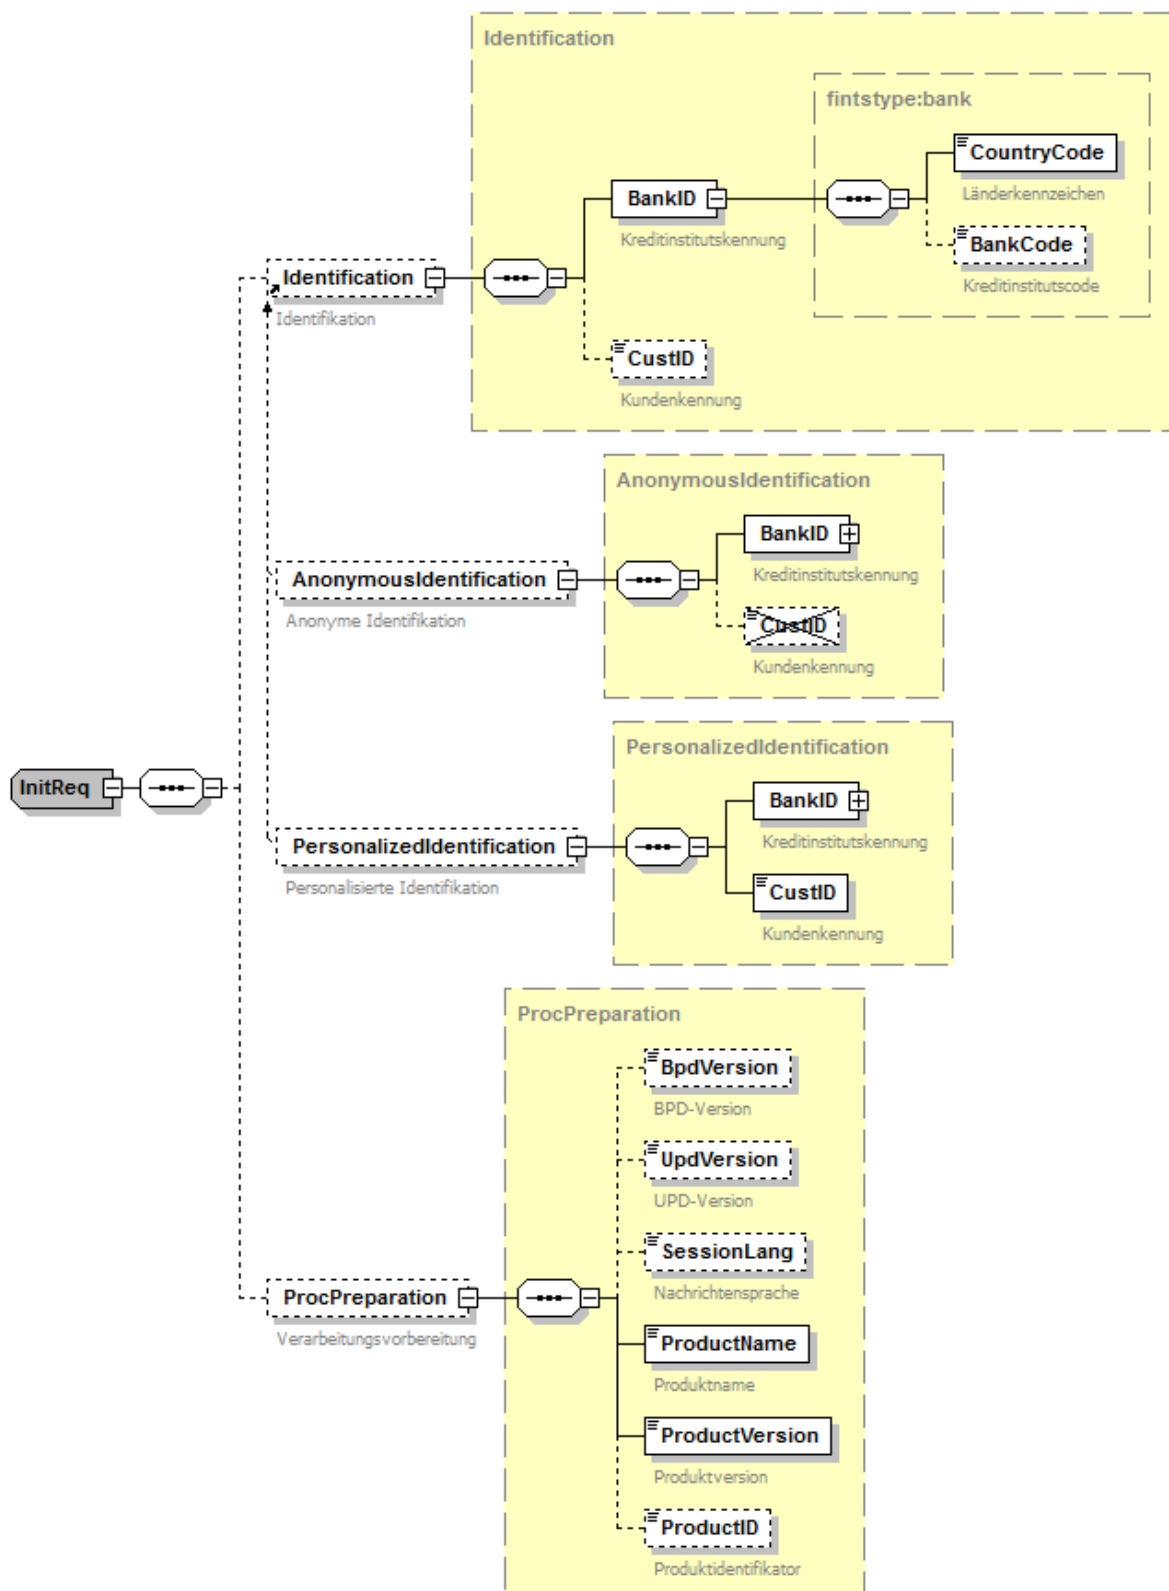 Identification
fintstype:bank
CountryCode
Länderkennzeichen
BankID
Kreditinstitutskennung
BankCode
Kreditinstitutscode
Identification
Identifikation
CustID
Kundenkennung
AnonymousIdentification
BankID
Kreditinstitutskennung
AnonymousIdentification
Anonyme Identifikation
CustID
Kundenkennung
PersonalizedIdentification
InitReq
BankID
Kreditinstitutskennung
PersonalizedIdentification
Personalisierte Identifikation
CustID
Kundenkennung
ProcPreparation
BpdVersion
BPD-Version
UpdVersion
UPD-Version
SessionLang
Nachrichtensprache
ProcPreparation
Verarbeitungsvorbereitung
ProductName
Produktname
ProductVersion
Produktversion
ProductID
Produktidentifikator